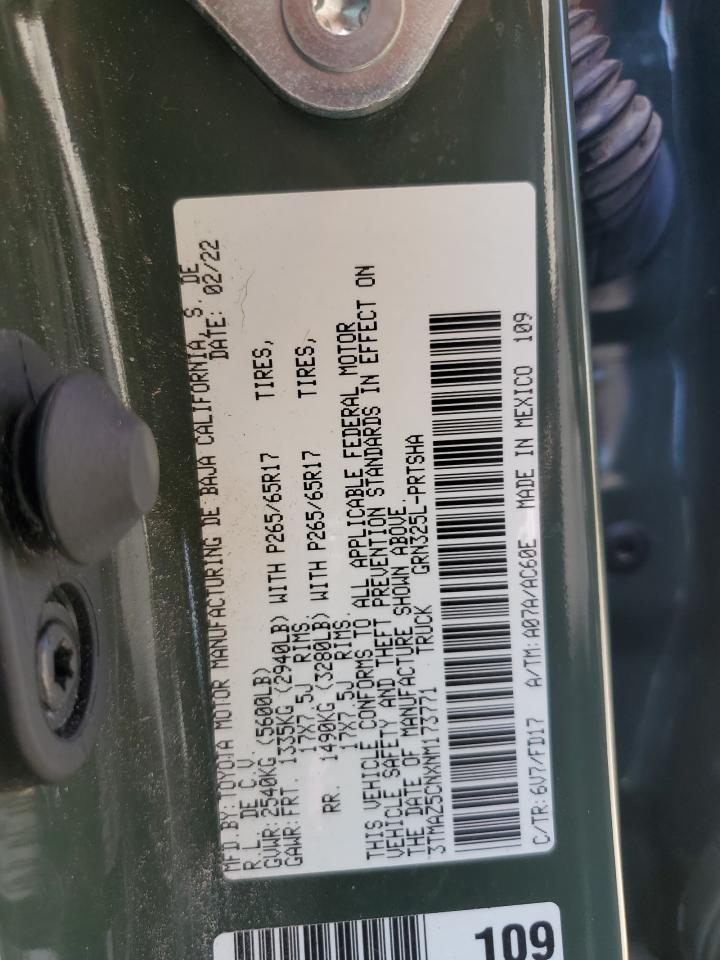 MFD.BY: TOYOTA MOTOR MANUFACTURING DE BAJA CALIFORNIA, S. DE
R.L. DE C.V. DATE: 02/22
GVWR: 2540KG (5600LB)
GAWR: FRT. 1335KG (2940LB) WITH P265/65R17 TIRES,
17X7.5J RIMS.
RR. 1490KG (3280LB) WITH P265/65R17 TIRES,
17X7.5J RIMS.
THIS VEHICLE CONFORMS TO ALL APPLICABLE FEDERAL MOTOR
VEHICLE SAFETY AND THEFT PREVENTION STANDARDS IN EFFECT ON
THE DATE OF MANUFACTURE SHOWN ABOVE.
3TMAZ5CNXNM173771 TRUCK GRN325L-PRTSHA
C/TR: 6V7/FD17 A/TM: A07A/AC60E MADE IN MEXICO 109
109